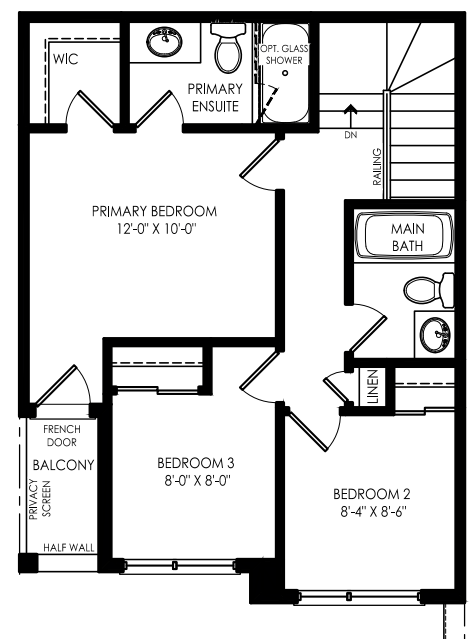 WIC
OPT. GLASS
SHOWER
PRIMARY
ENSUITE
DN
RAILING
PRIMARY BEDROOM
12'-0" X 10'-0"
MAIN
BATH
LINEN
FRENCH
DOOR
BALCONY
PRIVACY
SCREEN
HALF WALL
BEDROOM 3
8'-0" X 8'-0"
BEDROOM 2
8'-4" X 8'-6"